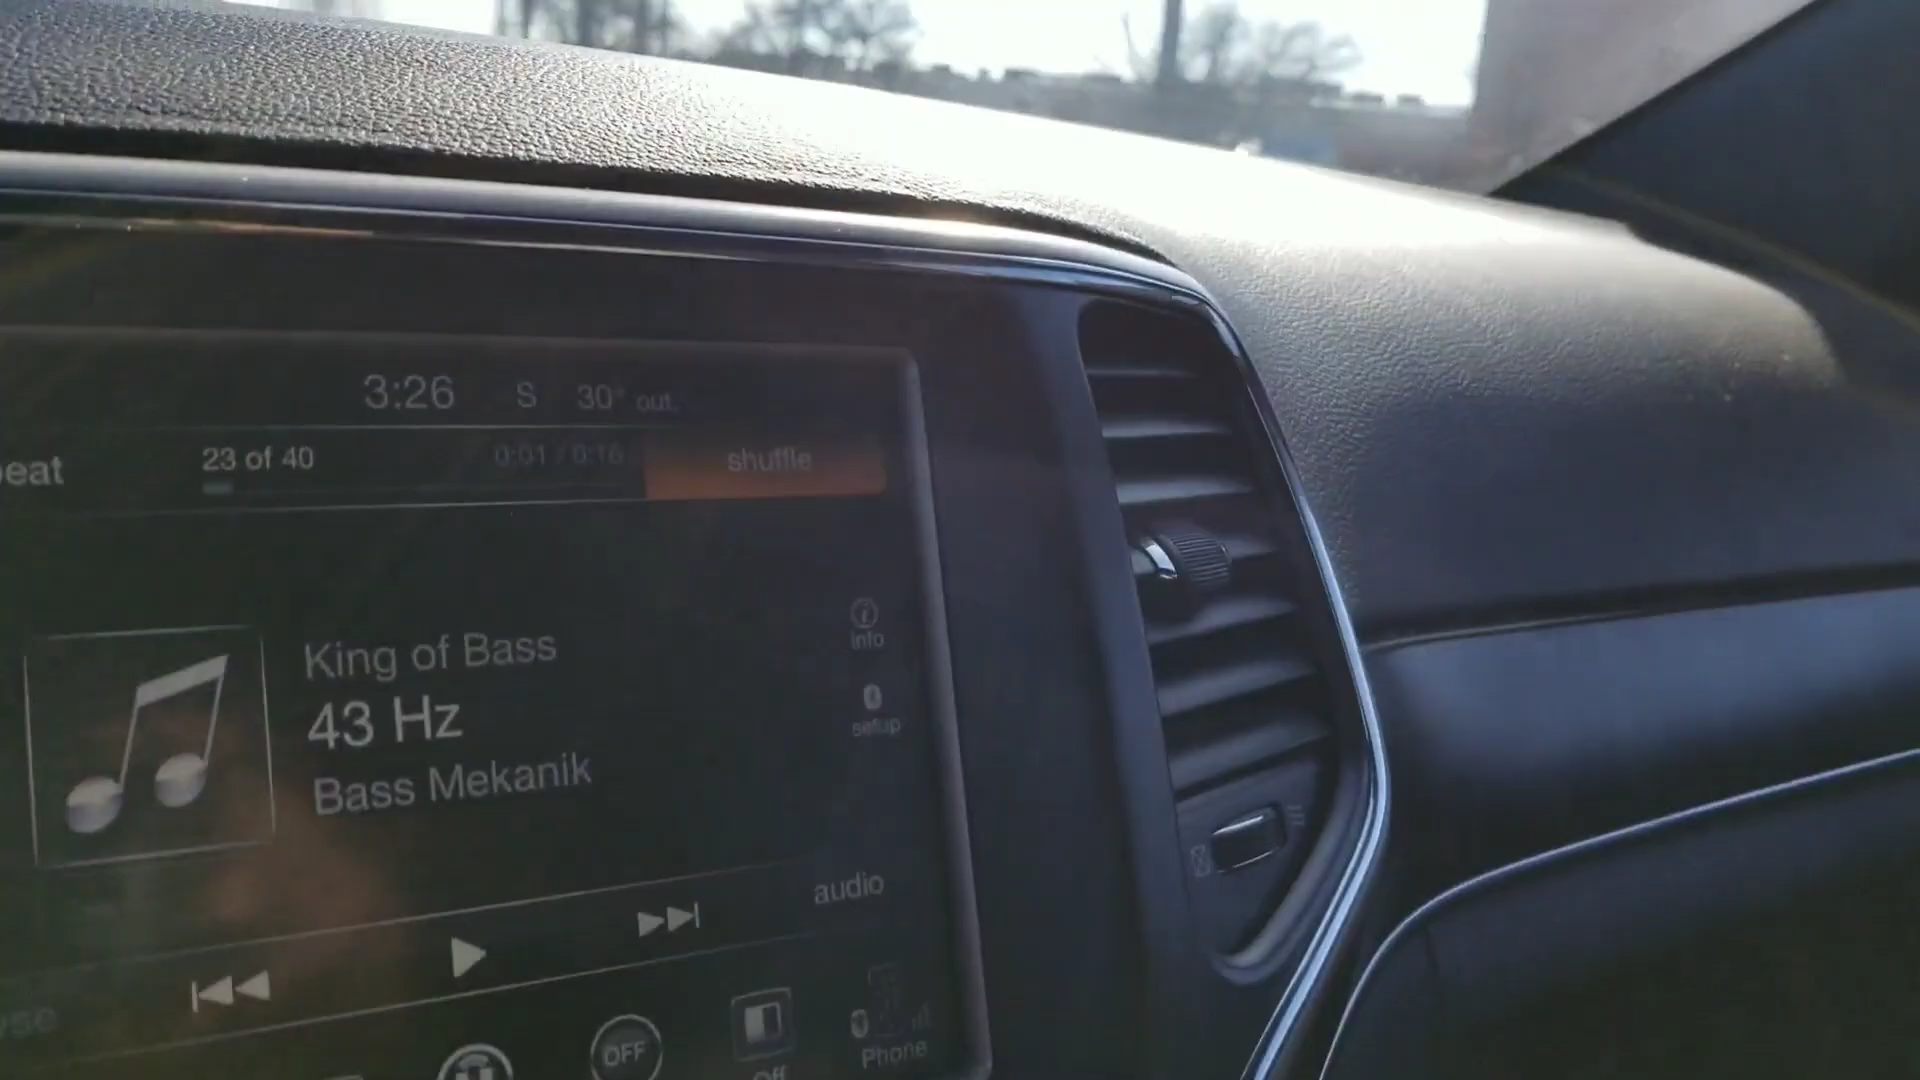 3:26 S 30° out.
eat 23 of 40 0:01 / 0:16 shuffle
info
King of Bass
43 Hz
setup
Bass Mekanik
audio
OFF
Off
Phone